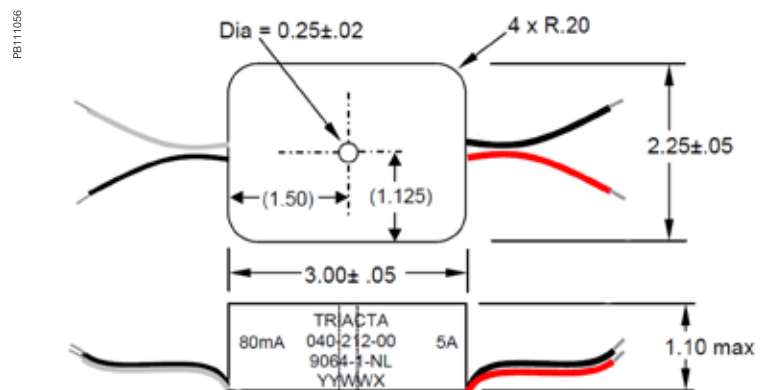 PB111056
Dia = 0.25±.02
4 x R.20
2.25±.05
(1.50)
(1.125)
3.00± .05
TRIACTA
80mA 040-212-00 5A
9064-1-NL
YYWWX
1.10 max